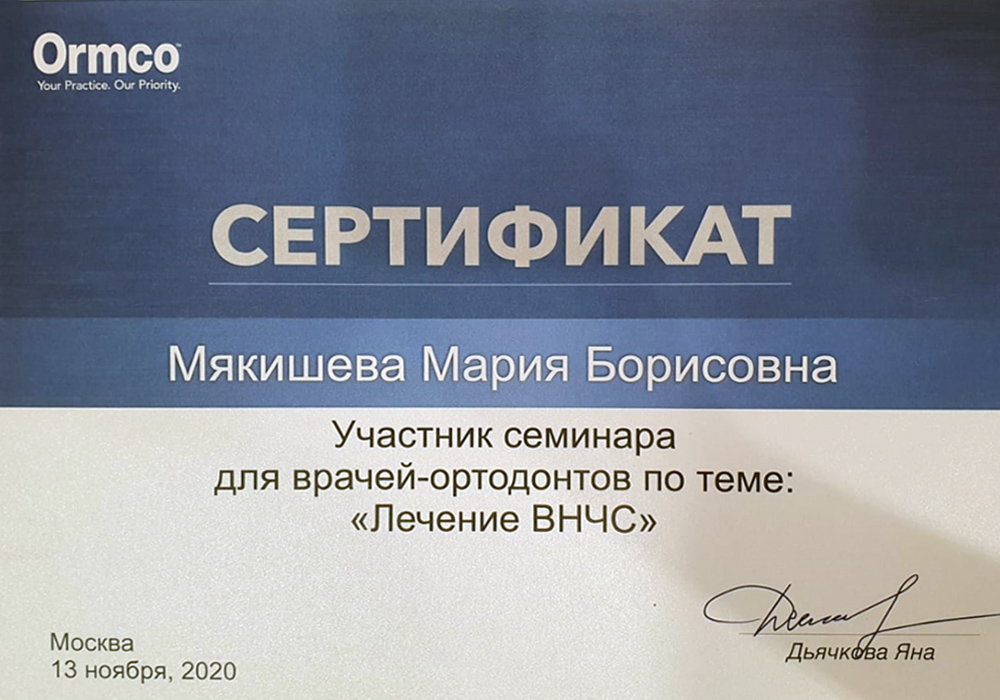 Ormco™
Your Practice. Our Priority.
СЕРТИФИКАТ
Мякишева Мария Борисовна
Участник семинара
для врачей-ортодонтов по теме:
«Лечение ВНЧС»
Москва
13 ноября, 2020
Дьячкова Яна